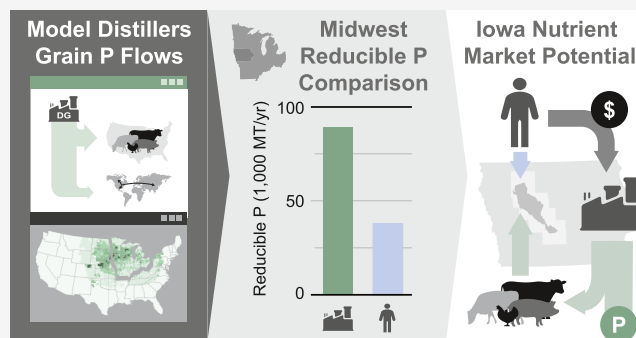 Model Distillers
Grain P Flows
DG
Midwest
Reducible P
Comparison
Reducible P (1,000 MT/yr)
100
50
0
Iowa Nutrient
Market Potential
$
P